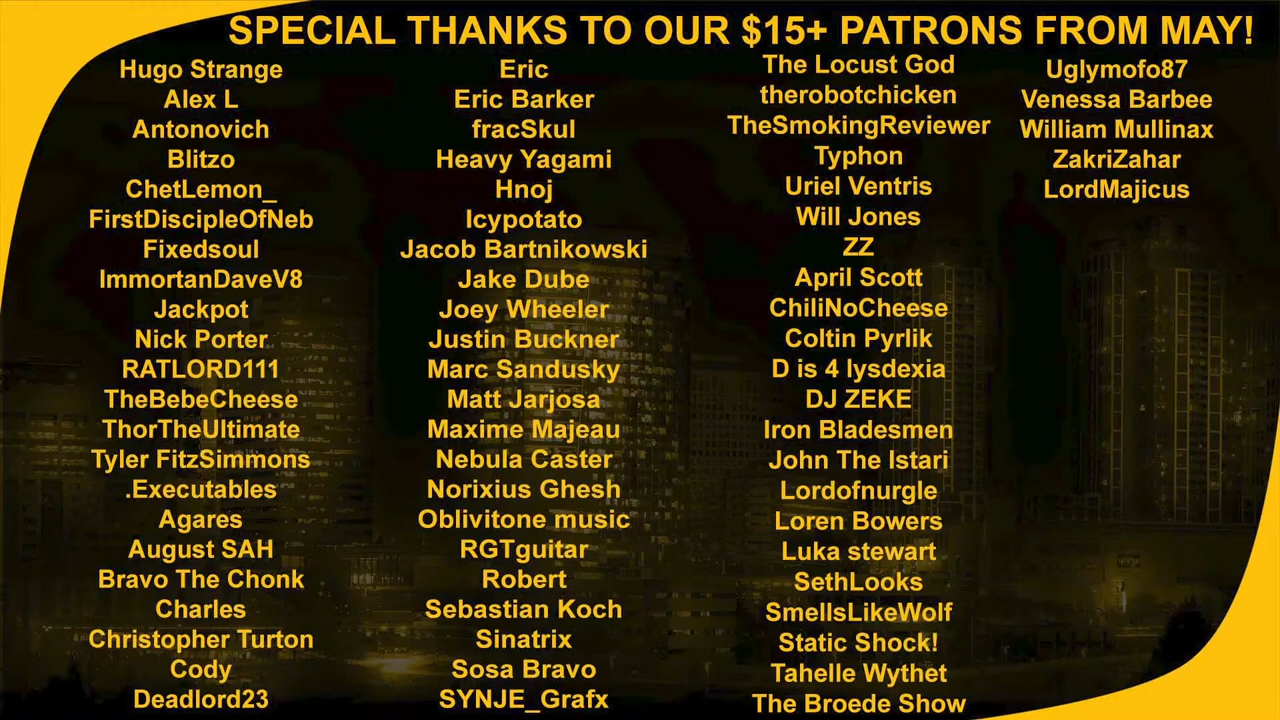 SPECIAL THANKS TO OUR $15+ PATRONS FROM MAY!
Hugo Strange
Alex L
Antonovich
Blitzo
ChetLemon_
FirstDiscipleOfNeb
Fixedsoul
ImmortanDaveV8
Jackpot
Nick Porter
RATLORD111
TheBebeCheese
ThorTheUltimate
Tyler FitzSimmons
.Executables
Agares
August SAH
Bravo The Chonk
Charles
Christopher Turton
Cody
Deadlord23
Eric
Eric Barker
fracSkul
Heavy Yagami
Hnoj
Icypotato
Jacob Bartnikowski
Jake Dube
Joey Wheeler
Justin Buckner
Marc Sandusky
Matt Jarjosa
Maxime Majeau
Nebula Caster
Norixius Ghesh
Oblivitone music
RGTguitar
Robert
Sebastian Koch
Sinatrix
Sosa Bravo
SYNJE_Grafx
The Locust God
therobotchicken
TheSmokingReviewer
Typhon
Uriel Ventris
Will Jones
ZZ
April Scott
ChiliNoCheese
Coltin Pyrlik
D is 4 lysdexia
DJ ZEKE
Iron Bladesmen
John The Istari
Lordofnurgle
Loren Bowers
Luka stewart
SethLooks
SmellsLikeWolf
Static Shock!
Tahelle Wythet
The Broede Show
Uglymofo87
Venessa Barbee
William Mullinax
ZakriZahar
LordMajicus